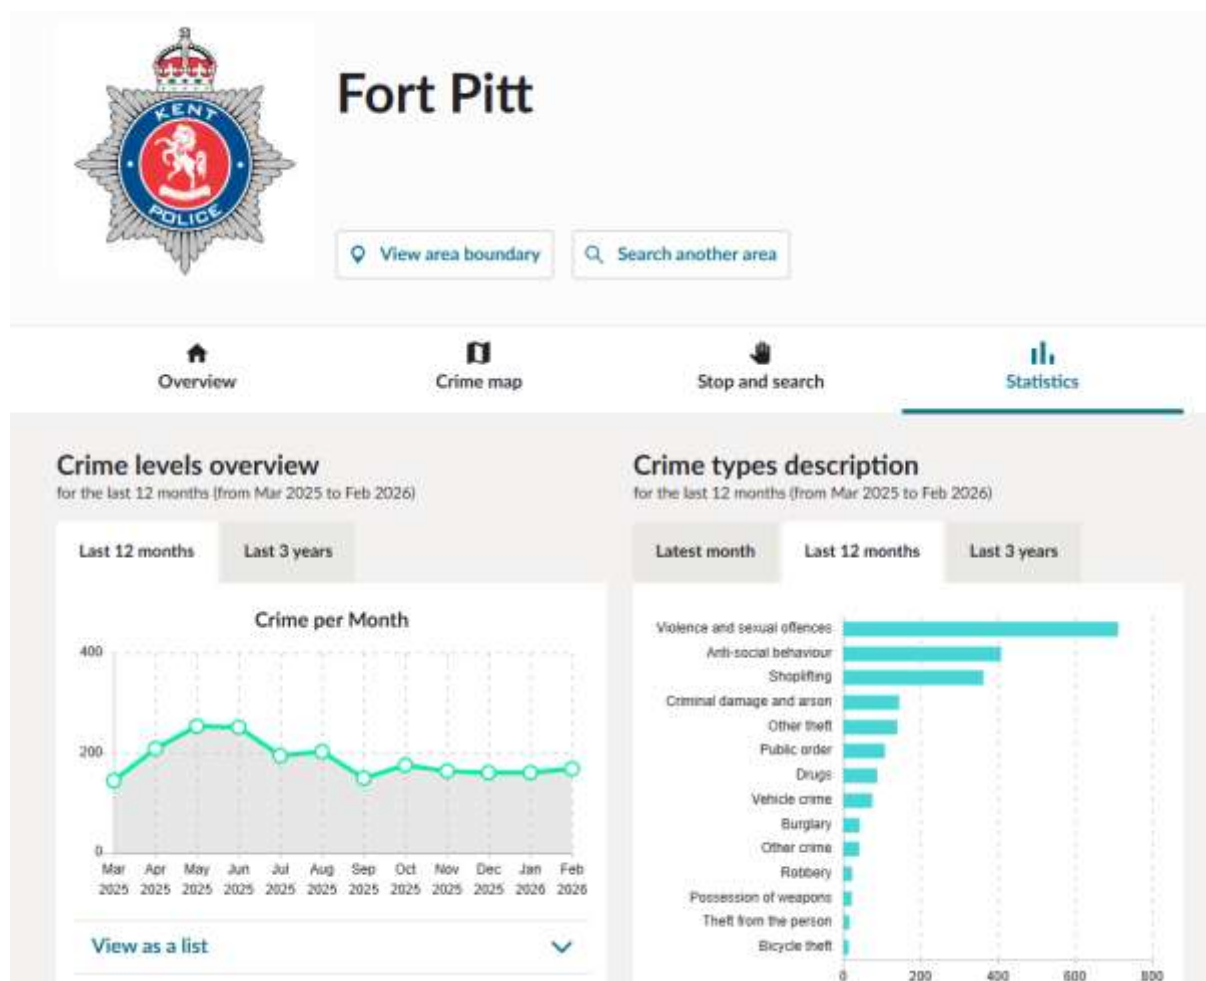 KENT
POLICE
Fort Pitt
View area boundary
Search another area
Overview
Crime map
Stop and search
Statistics
Crime levels overview
for the last 12 months (from Mar 2025 to Feb 2026)
Last 12 months
Last 3 years
Crime per Month
400
200
0
Mar Apr May Jun Jul Aug Sep Oct Nov Dec Jan Feb
2025 2025 2025 2025 2025 2025 2025 2025 2025 2025 2026 2026
View as a list
Crime types description
for the last 12 months (from Mar 2025 to Feb 2026)
Latest month
Last 12 months
Last 3 years
Violence and sexual offences
Anti-social behaviour
Shoplifting
Criminal damage and arson
Other theft
Public order
Drugs
Vehicle crime
Burglary
Other crime
Robbery
Possession of weapons
Theft from the person
Bicycle theft
0 200 400 600 800